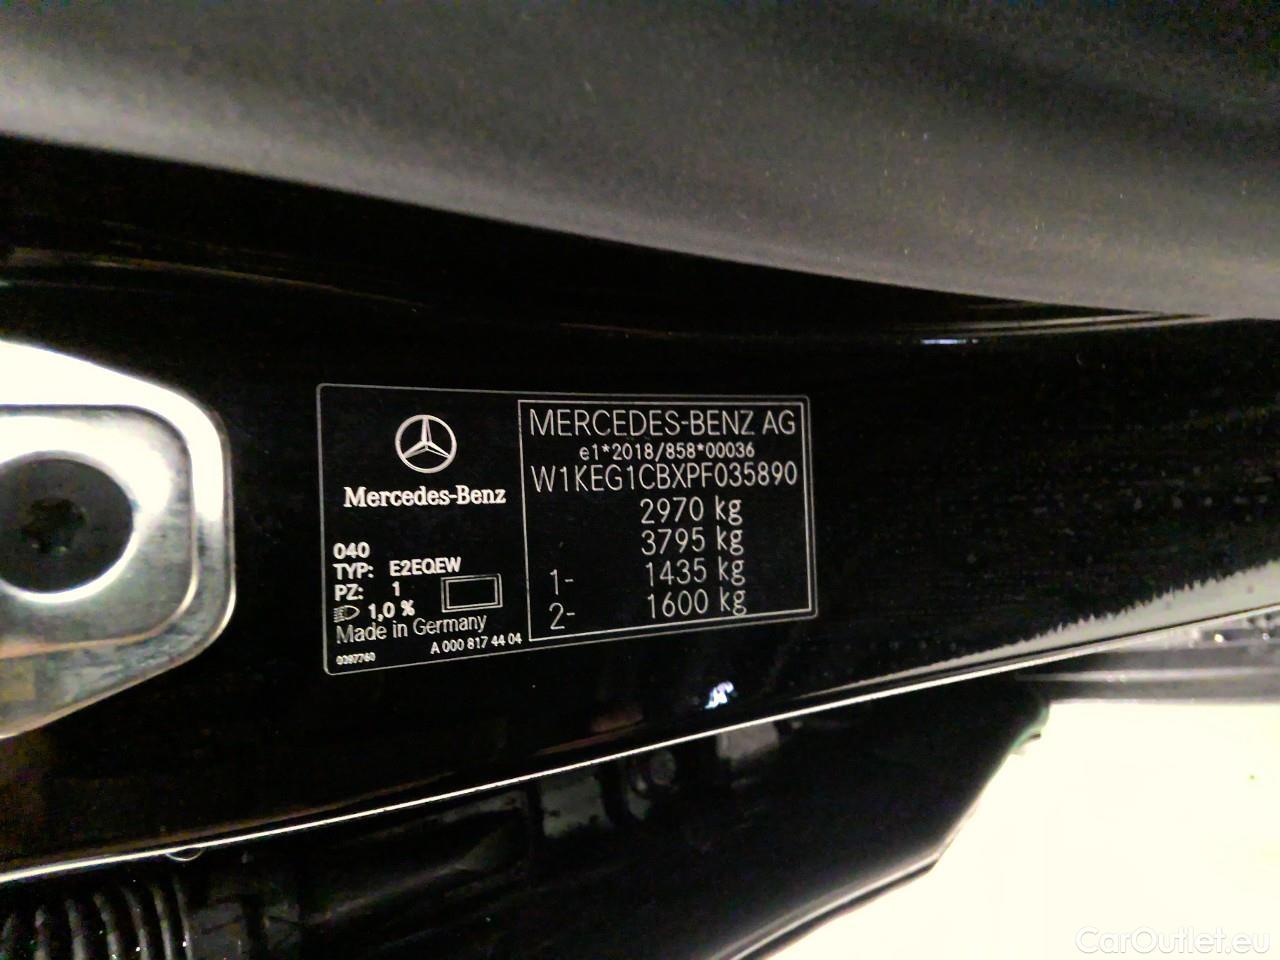 Mercedes-Benz
040
TYP: E2EQEW
PZ: 1
1,0 %
Made in Germany
0397760
A 000 817 44 04
MERCEDES-BENZ AG
e1*2018/858*00036
W1KEG1CBXPF035890
2970 kg
3795 kg
1- 1435 kg
2- 1600 kg
CarOutlet.eu